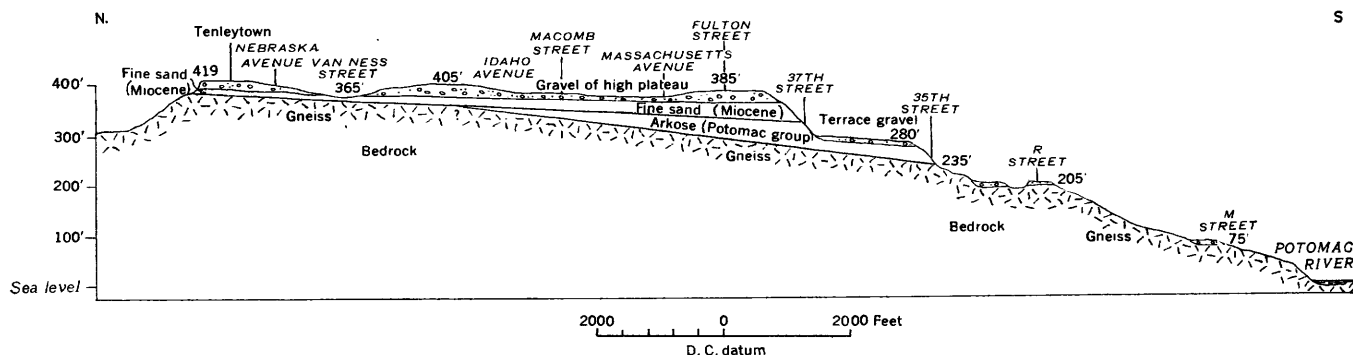 N.
S
Tenleytown
NEBRASKA
AVENUE
VAN NESS
STREET
365'
405'
IDAHO
AVENUE
MACOMB
STREET
MASSACHUSETTS
AVENUE
FULTON
STREET
385'
37TH
STREET
35TH
STREET
Fine sand
(Miocene)
419
Gravel of high plateau
Fine sand (Miocene)
Arkose (Potomac group)
Terrace gravel
280'
235'
R
STREET
205'
M
STREET
75'
POTOMAC
RIVER
Gneiss
Bedrock
Gneiss
Bedrock
Gneiss
400'
300'
200'
100'
Sea level
2000 0 2000 Feet
D. C. datum